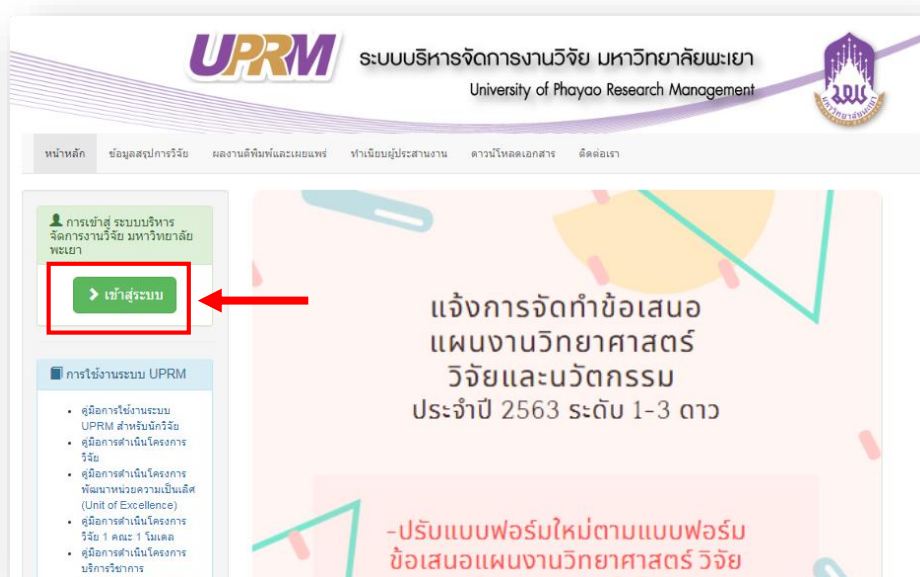 UPRM
ระบบบริหารจัดการงานวิจัย มหาวิทยาลัยพะเยา
University of Phayao Research Management
มหาวิทยาลัยพะเยา
หน้าหลัก ข้อมูลสรุปการวิจัย ผลงานตีพิมพ์และเผยแพร่ ทำเนียบผู้ประสานงาน ดาวน์โหลดเอกสาร ติดต่อเรา
การเข้าสู่ ระบบบริหาร
จัดการงานวิจัย มหาวิทยาลัย
พะเยา
เข้าสู่ระบบ
การใช้งานระบบ UPRM
คู่มือการใช้งานระบบ
UPRM สำหรับนักวิจัย
คู่มือการดำเนินโครงการ
วิจัย
คู่มือการดำเนินโครงการ
พัฒนาหน่วยความเป็นเลิศ
(Unit of Excellence)
คู่มือการดำเนินโครงการ
วิจัย 1 คณะ 1 โมเดล
คู่มือการดำเนินโครงการ
บริการวิชาการ
แจ้งการจัดทำข้อเสนอ
แผนงานวิทยาศาสตร์
วิจัยและนวัตกรรม
ประจำปี 2563 ระดับ 1-3 ดาว
-ปรับแบบฟอร์มใหม่ตามแบบฟอร์ม
ข้อเสนอแผนงานวิทยาศาสตร์ วิจัย